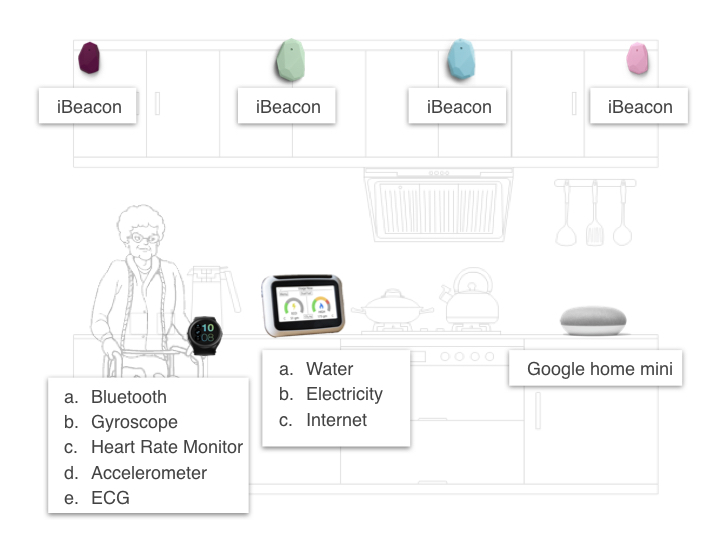 iBeacon
iBeacon
iBeacon
iBeacon
10
08
a. Water
b. Electricity
c. Internet
Google home mini
a. Bluetooth
b. Gyroscope
c. Heart Rate Monitor
d. Accelerometer
e. ECG